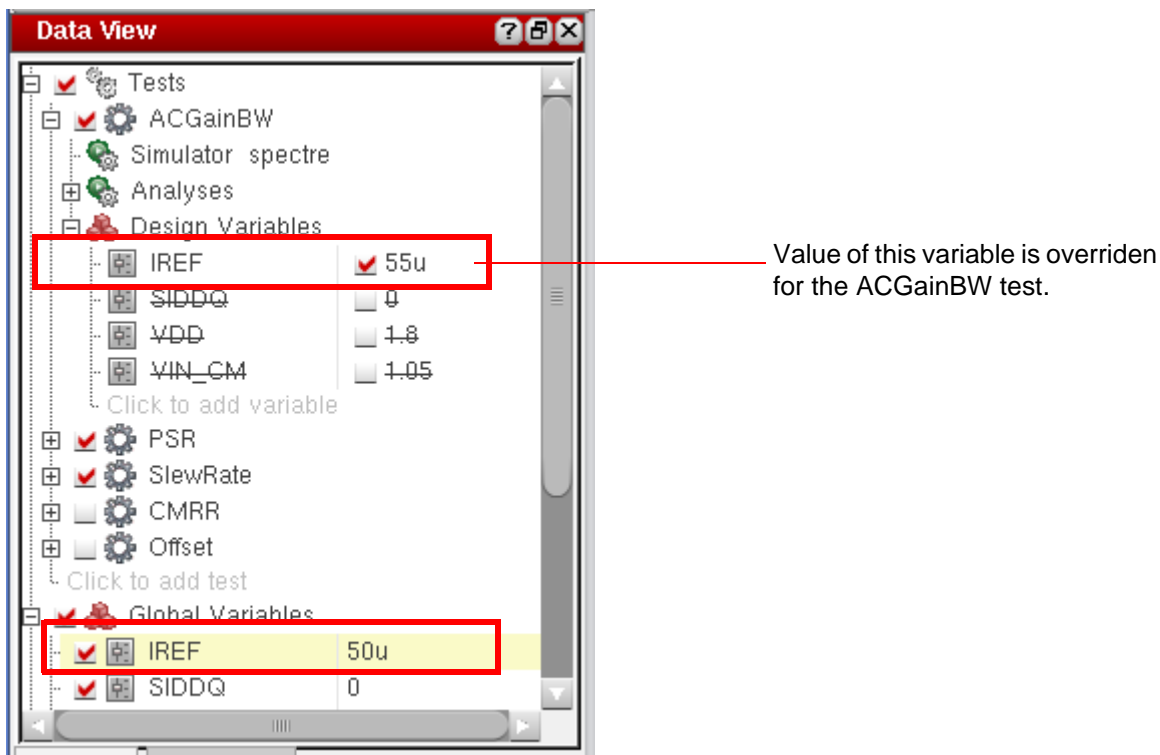 Data View
Tests
ACGainBW
Simulator spectre
Analyses
Design Variables
IREF 55u
SIDDQ 0
VDD 1.8
VIN_CM 1.05
Click to add variable
PSR
SlewRate
CMRR
Offset
Click to add test
Global Variables
IREF 50u
SIDDQ 0
Value of this variable is overriden
for the ACGainBW test.